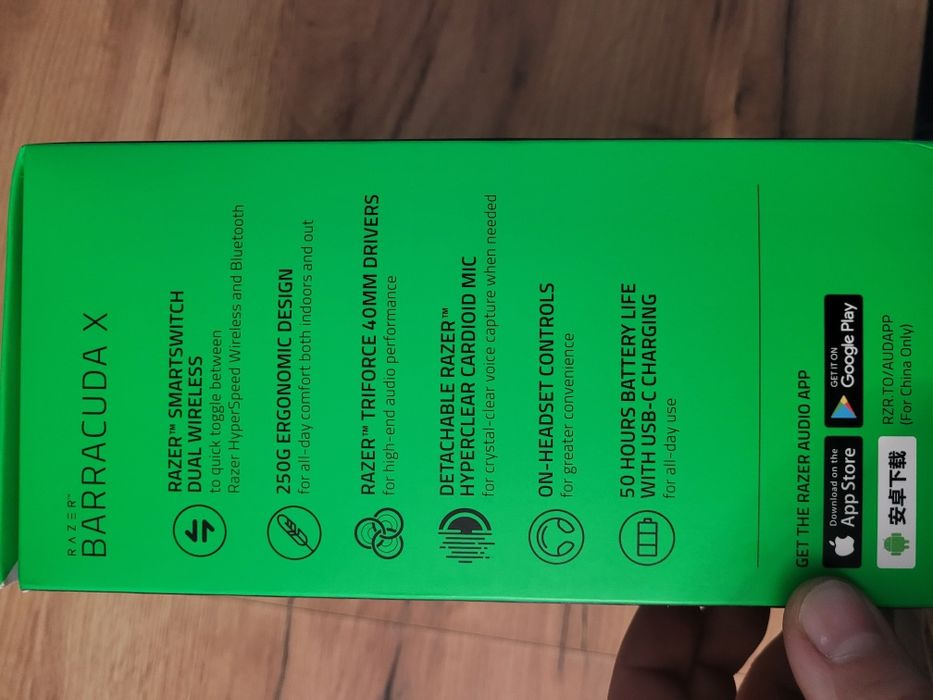 RAZER™
BARRACUDA X
RAZER™ SMARTSWITCH
DUAL WIRELESS
to quick toggle between
Razer HyperSpeed Wireless and Bluetooth
250G ERGONOMIC DESIGN
for all-day comfort both indoors and out
RAZER™ TRIFORCE 40MM DRIVERS
for high-end audio performance
DETACHABLE RAZER™
HYPERCLEAR CARDIOID MIC
for crystal-clear voice capture when needed
ON-HEADSET CONTROLS
for greater convenience
50 HOURS BATTERY LIFE
WITH USB-C CHARGING
for all-day use
GET THE RAZER AUDIO APP
Download on the
App Store
GET IT ON
Google Play
安卓下载
RZR.TO/AUDAPP
(For China Only)